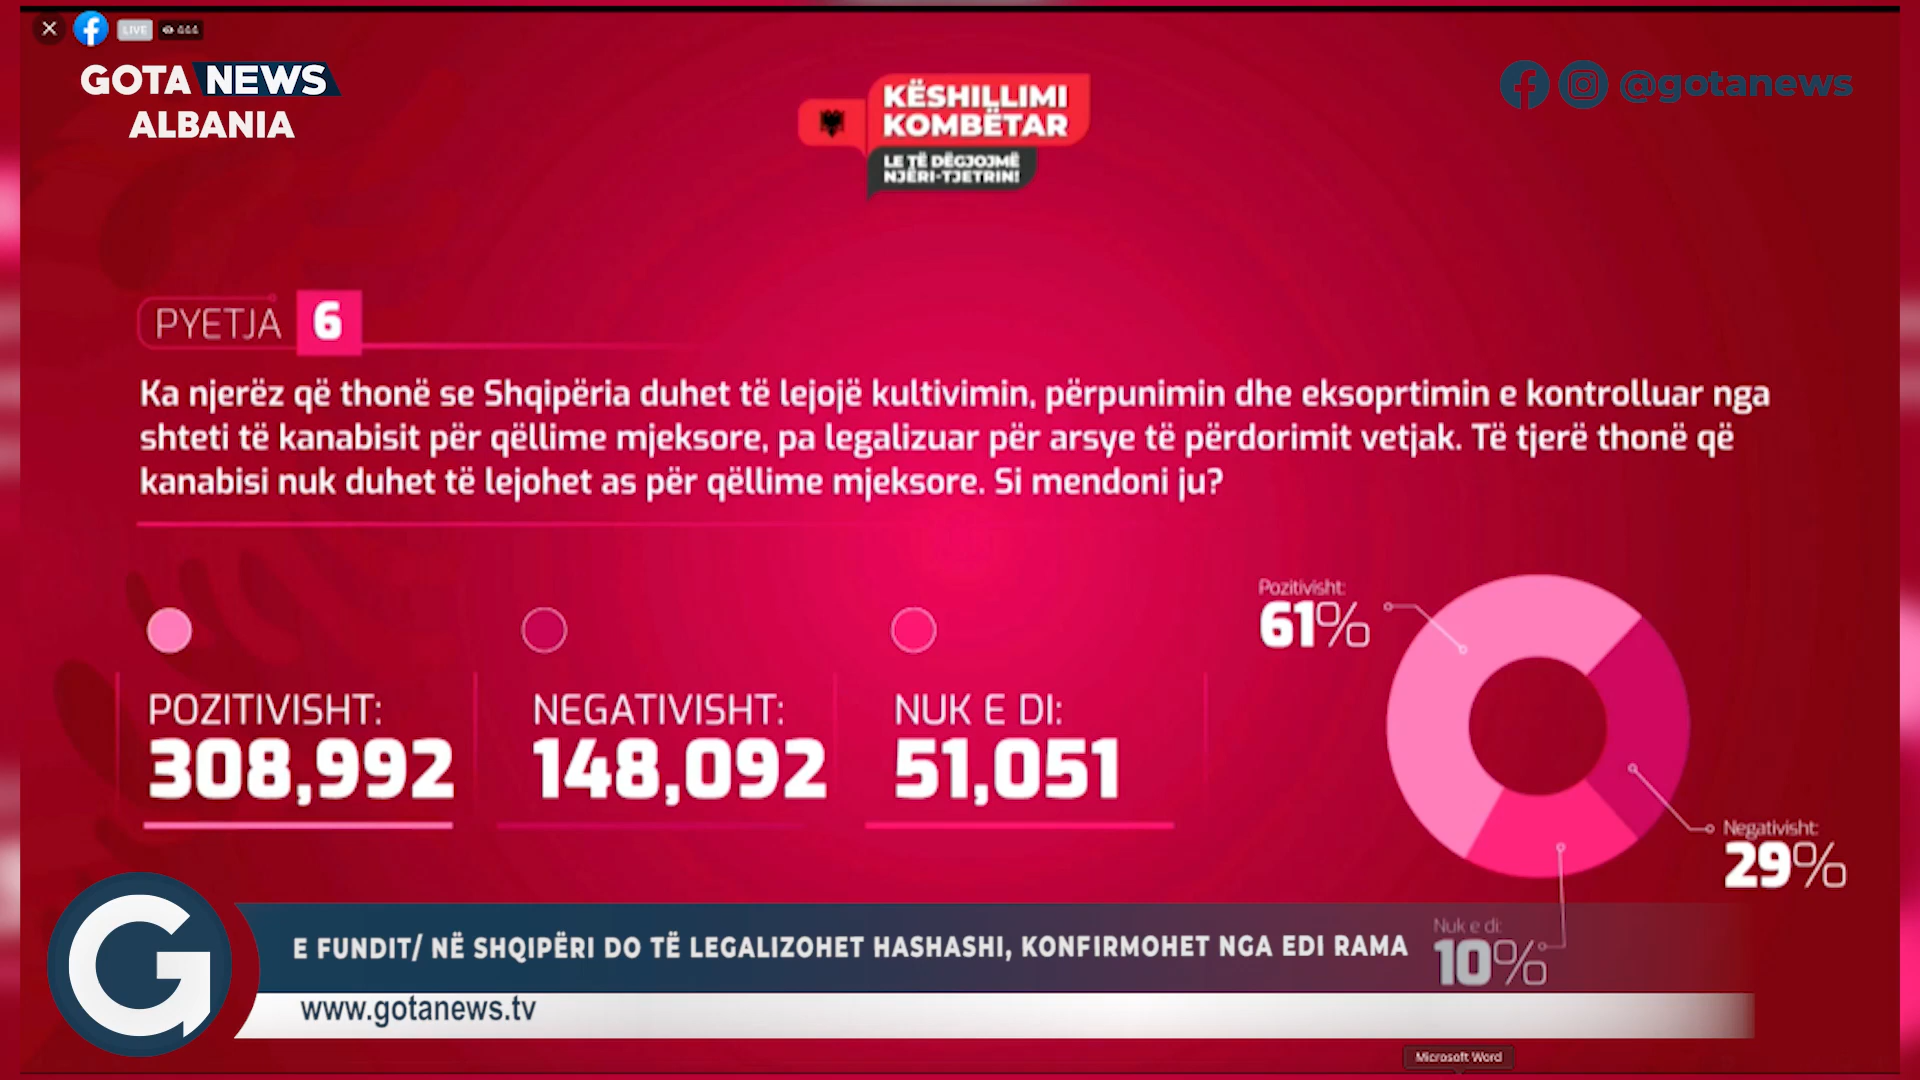 LIVE
444
GOTA NEWS
ALBANIA
KËSHILLIMI
KOMBËTAR
LE TË DËGJOJMË
NJËRI-TJETRIN!
@gotanews
PYETJA 6
Ka njerëz që thonë se Shqipëria duhet të lejojë kultivimin, përpunimin dhe eksoprtimin e kontrolluar nga
shteti të kanabisit për qëllime mjeksore, pa legalizuar për arsye të përdorimit vetjak. Të tjerë thonë që
kanabisi nuk duhet të lejohet as për qëllime mjeksore. Si mendoni ju?
POZITIVISHT:
308,992
NEGATIVISHT:
148,092
NUK E DI:
51,051
Pozitivisht:
61%
Negativisht:
29%
Nuk e di:
10%
E FUNDIT/ NË SHQIPËRI DO TË LEGALIZOHET HASHASHI, KONFIRMOHET NGA EDI RAMA
www.gotanews.tv
Microsoft Word